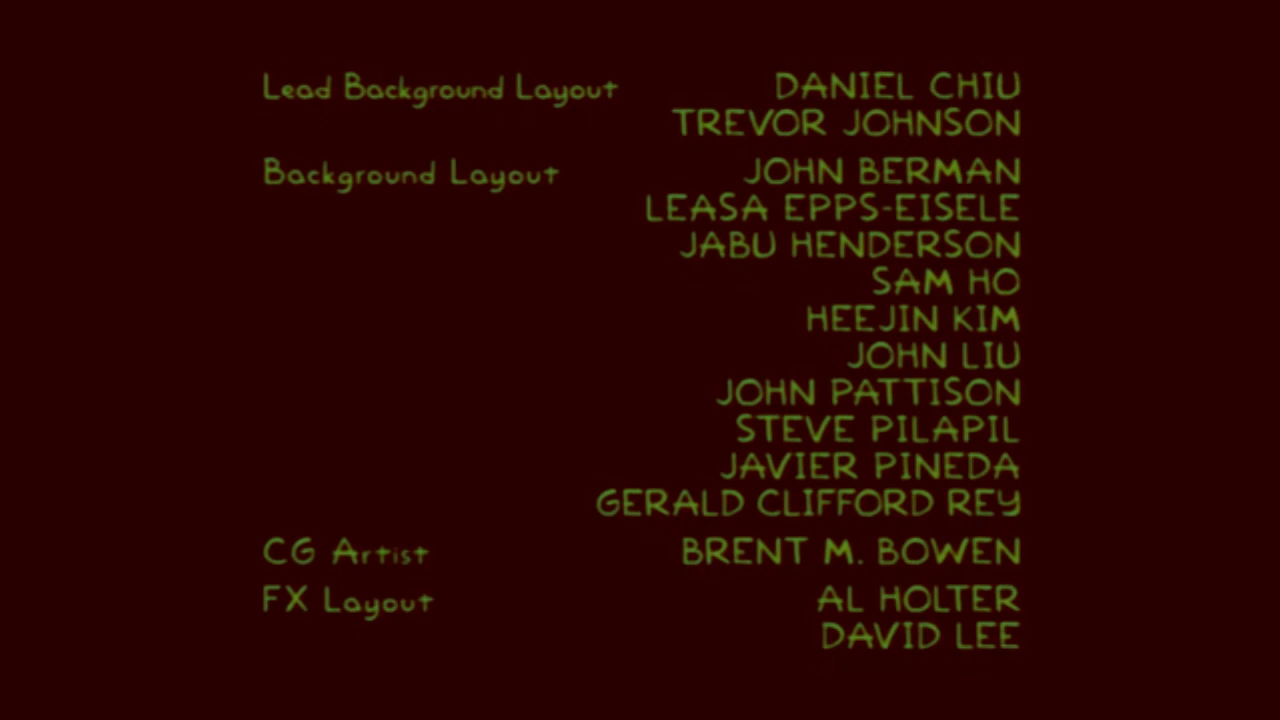 Lead Background Layout DANIEL CHIU
TREVOR JOHNSON
Background Layout JOHN BERMAN
LEASA EPPS-EISELE
JABU HENDERSON
SAM HO
HEEJIN KIM
JOHN LIU
JOHN PATTISON
STEVE PILAPIL
JAVIER PINEDA
GERALD CLIFFORD REY
CG Artist BRENT M. BOWEN
FX Layout AL HOLTER
DAVID LEE